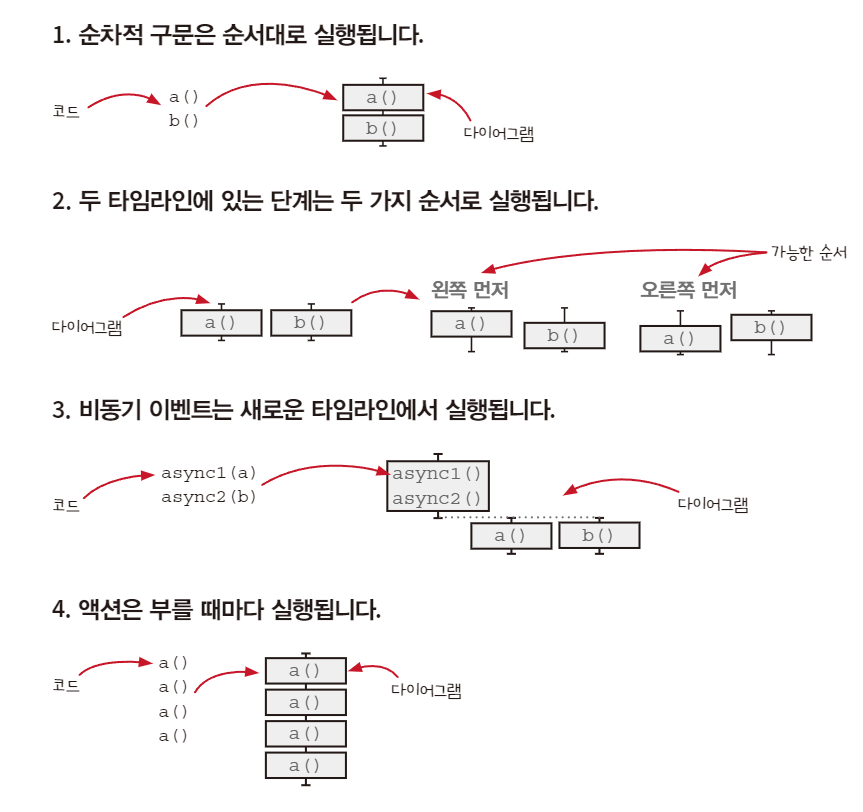 1. 순차적 구문은 순서대로 실행됩니다.
코드
a()
b()
a()
b()
다이어그램
2. 두 타임라인에 있는 단계는 두 가지 순서로 실행됩니다.
가능한 순서
왼쪽 먼저
오른쪽 먼저
다이어그램
a()
b()
a()
b()
a()
b()
3. 비동기 이벤트는 새로운 타임라인에서 실행됩니다.
코드
async1(a)
async2(b)
async1()
async2()
a()
b()
다이어그램
4. 액션은 부를 때마다 실행됩니다.
코드
a()
a()
a()
a()
a()
a()
a()
a()
다이어그램